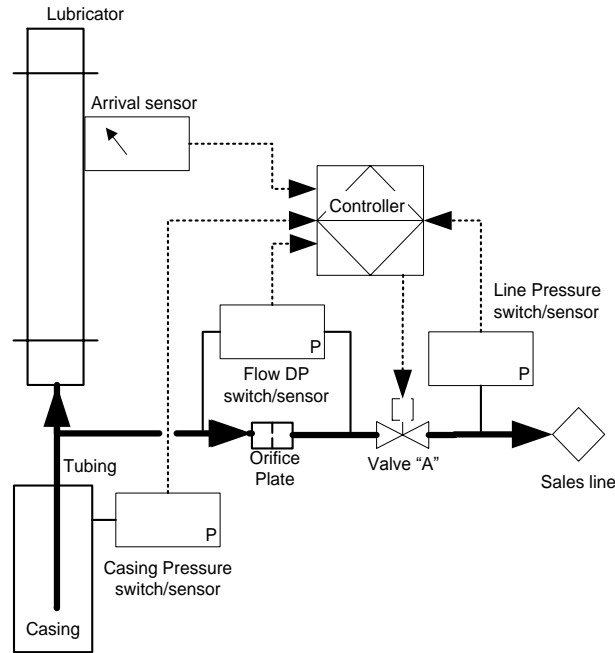 Lubricator
Arrival sensor
Controller
Line Pressure
switch/sensor
P
Flow DP
switch/sensor
P
Orifice
Plate
Valve “A”
Sales line
Tubing
P
Casing Pressure
switch/sensor
Casing